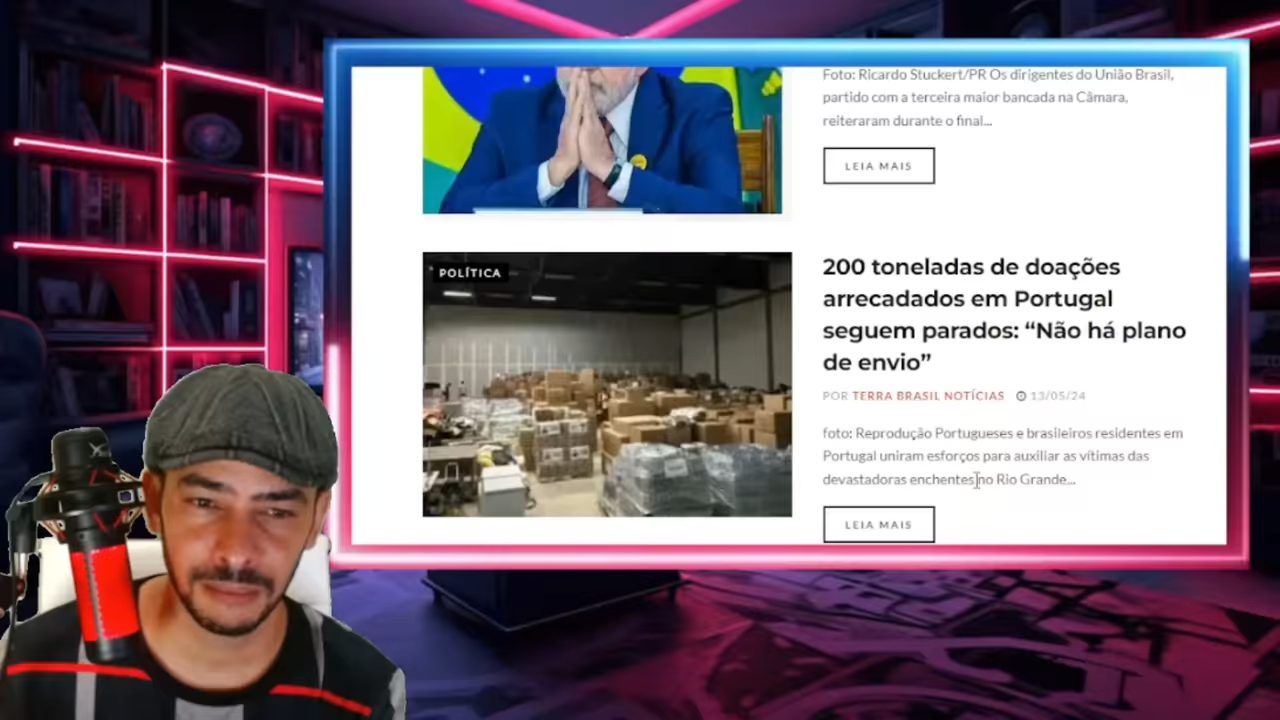 Foto: Ricardo Stuckert/PR Os dirigentes do União Brasil,
partido com a terceira maior bancada na Câmara,
reiteraram durante o final...
LEIA MAIS
POLÍTICA
200 toneladas de doações
arrecadados em Portugal
seguem parados: “Não há plano
de envio”
POR TERRA BRASIL NOTÍCIAS 13/05/24
foto: Reprodução Portugueses e brasileiros residentes em
Portugal uniram esforços para auxiliar as vítimas das
devastadoras enchentes no Rio Grande...
LEIA MAIS